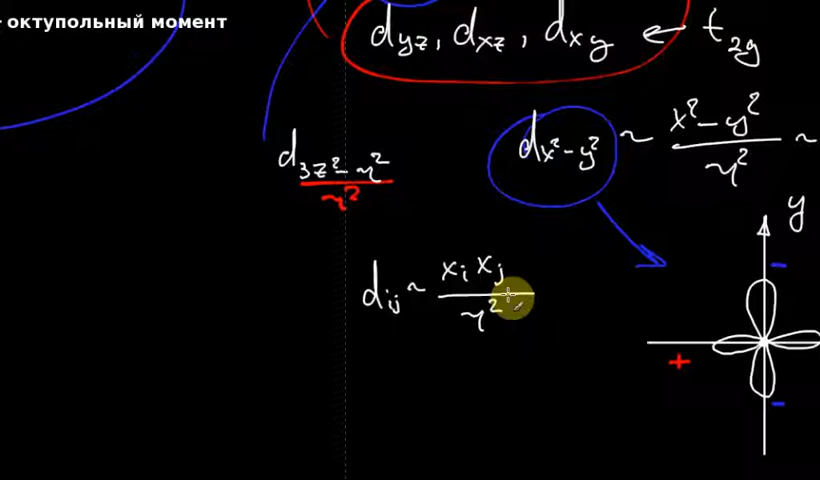 - октупольный момент
d_yz, d_xz, d_xy ← t_2g
d_3z²-r²/r²
d_x²-y² ~ x²-y²/r² ~
y
d_ij ~ x_i x_j/r²
-
+
-